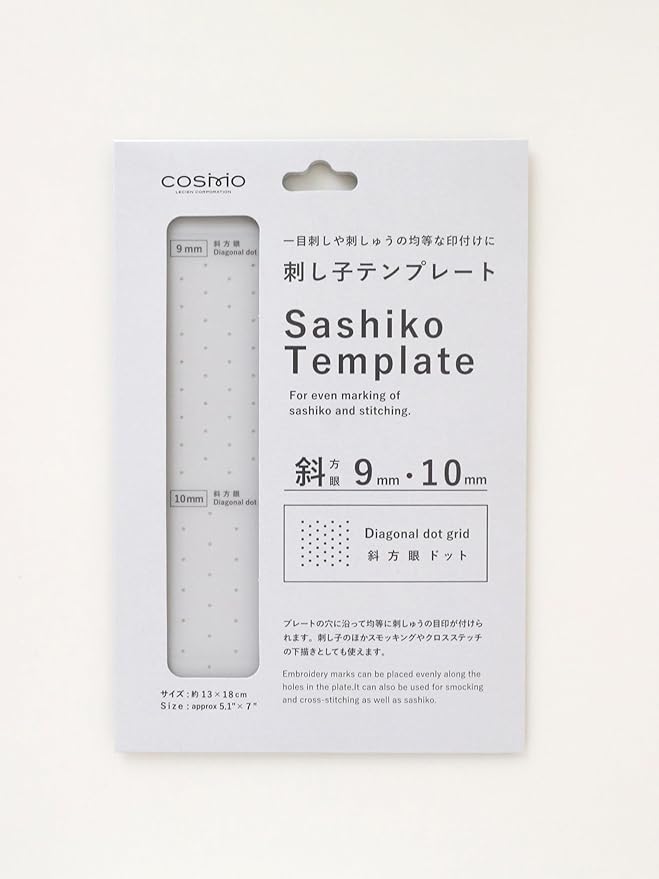 COSMO
LECIEN CORPORATION
9mm 斜方眼 Diagonal dot
10mm 斜方眼 Diagonal dot
サイズ : 約 13 × 18 cm
Size : approx 5.1" × 7"
一目刺しや刺しゅうの均等な印付けに
刺し子テンプレート
Sashiko
Template
For even marking of
sashiko and stitching.
斜方眼 9mm・10mm
Diagonal dot grid
斜方眼ドット
プレートの穴に沿って均等に刺しゅうの目印が付けら
れます。刺し子のほかスモッキングやクロスステッチ
の下描きとしても使えます。
Embroidery marks can be placed evenly along the
holes in the plate.It can also be used for smocking
and cross-stitching as well as sashiko.